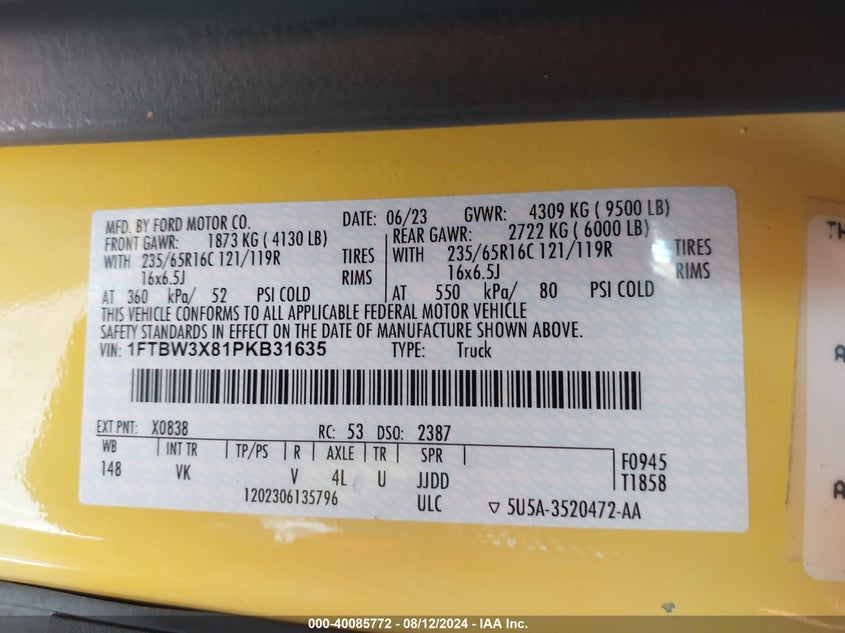 MFD. BY FORD MOTOR CO. DATE: 06/23 GVWR: 4309 KG ( 9500 LB)
FRONT GAWR: 1873 KG ( 4130 LB) REAR GAWR: 2722 KG ( 6000 LB)
WITH 235/65R16C 121/119R TIRES WITH 235/65R16C 121/119R TIRES
16x6.5J RIMS 16x6.5J RIMS
AT 360 kPa/ 52 PSI COLD AT 550 kPa/ 80 PSI COLD
THIS VEHICLE CONFORMS TO ALL APPLICABLE FEDERAL MOTOR VEHICLE
SAFETY STANDARDS IN EFFECT ON THE DATE OF MANUFACTURE SHOWN ABOVE.
VIN: 1FTBW3X81PKB31635 TYPE: Truck
EXT PNT: X0838 RC: 53 DSO: 2387
WB INT TR TP/PS R AXLE TR SPR F0945
148 VK V 4L U JJDD T1858
1202306135796 ULC ▽ 5U5A-3520472-AA
TH
A
A
000-40085772 - 08/12/2024 - IAA Inc.